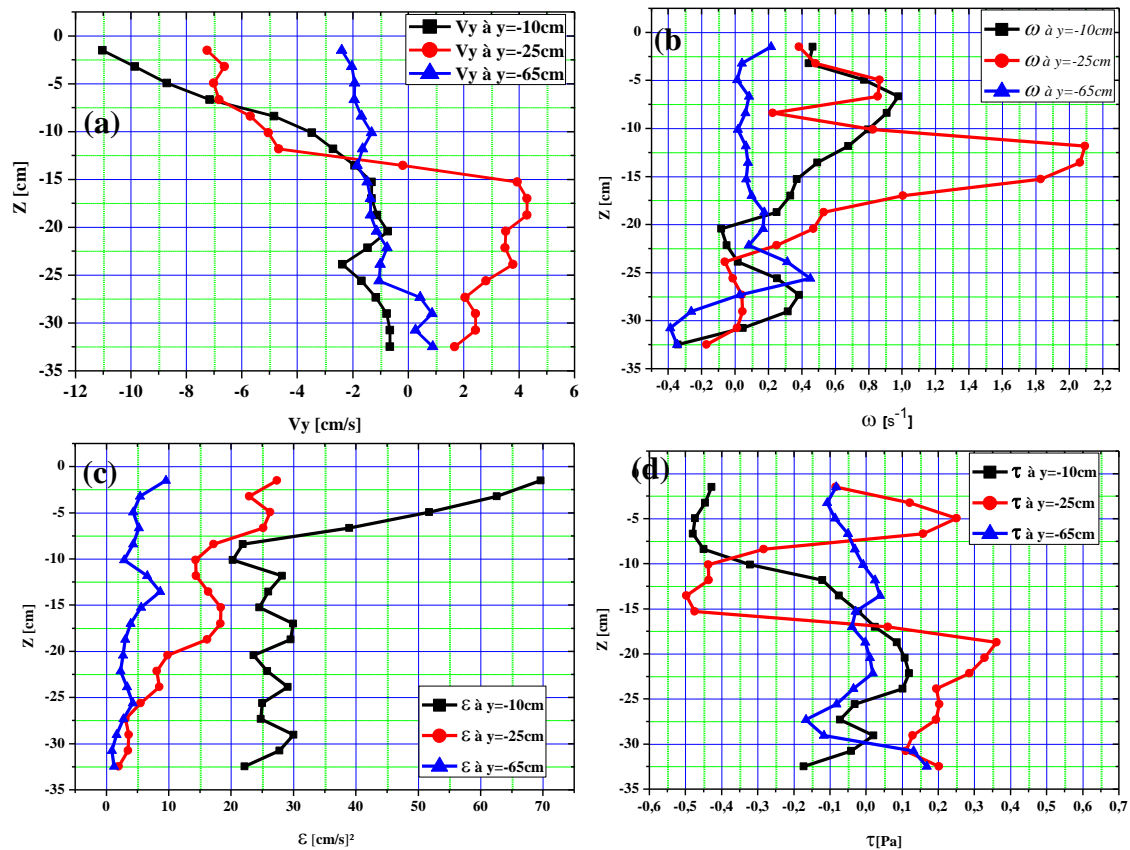 (a)
Vy à y=-10cm
Vy à y=-25cm
Vy à y=-65cm
Z [cm]
0
-5
-10
-15
-20
-25
-30
-35
-12 -10 -8 -6 -4 -2 0 2 4 6
Vy [cm/s]
(b)
ω à y=-10cm
ω à y=-25cm
ω à y=-65cm
Z [cm]
0
-5
-10
-15
-20
-25
-30
-35
-0,4 -0,2 0,0 0,2 0,4 0,6 0,8 1,0 1,2 1,4 1,6 1,8 2,0 2,2
ω [s⁻¹]
(c)
ε à y=-10cm
ε à y=-25cm
ε à y=-65cm
Z [cm]
0
-5
-10
-15
-20
-25
-30
-35
0 10 20 30 40 50 60 70
ε [cm/s]²
(d)
τ à y=-10cm
τ à y=-25cm
τ à y=-65cm
Z [cm]
0
-5
-10
-15
-20
-25
-30
-35
-0,6 -0,5 -0,4 -0,3 -0,2 -0,1 0,0 0,1 0,2 0,3 0,4 0,5 0,6 0,7
τ[Pa]